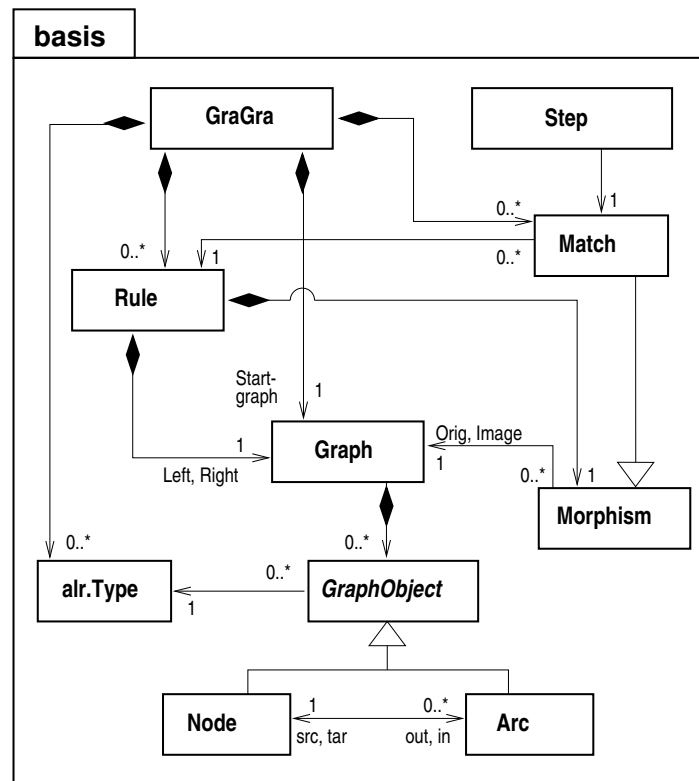 basis
GraGra
Step
0..*
1
Match
0..*
1
0..*
Rule
Start-
graph
1
Orig, Image
1
Graph
1
0..*
1
Left, Right
Morphism
0..*
0..*
0..*
alr.Type
1
GraphObject
Node
1
0..*
Arc
src, tar
out, in